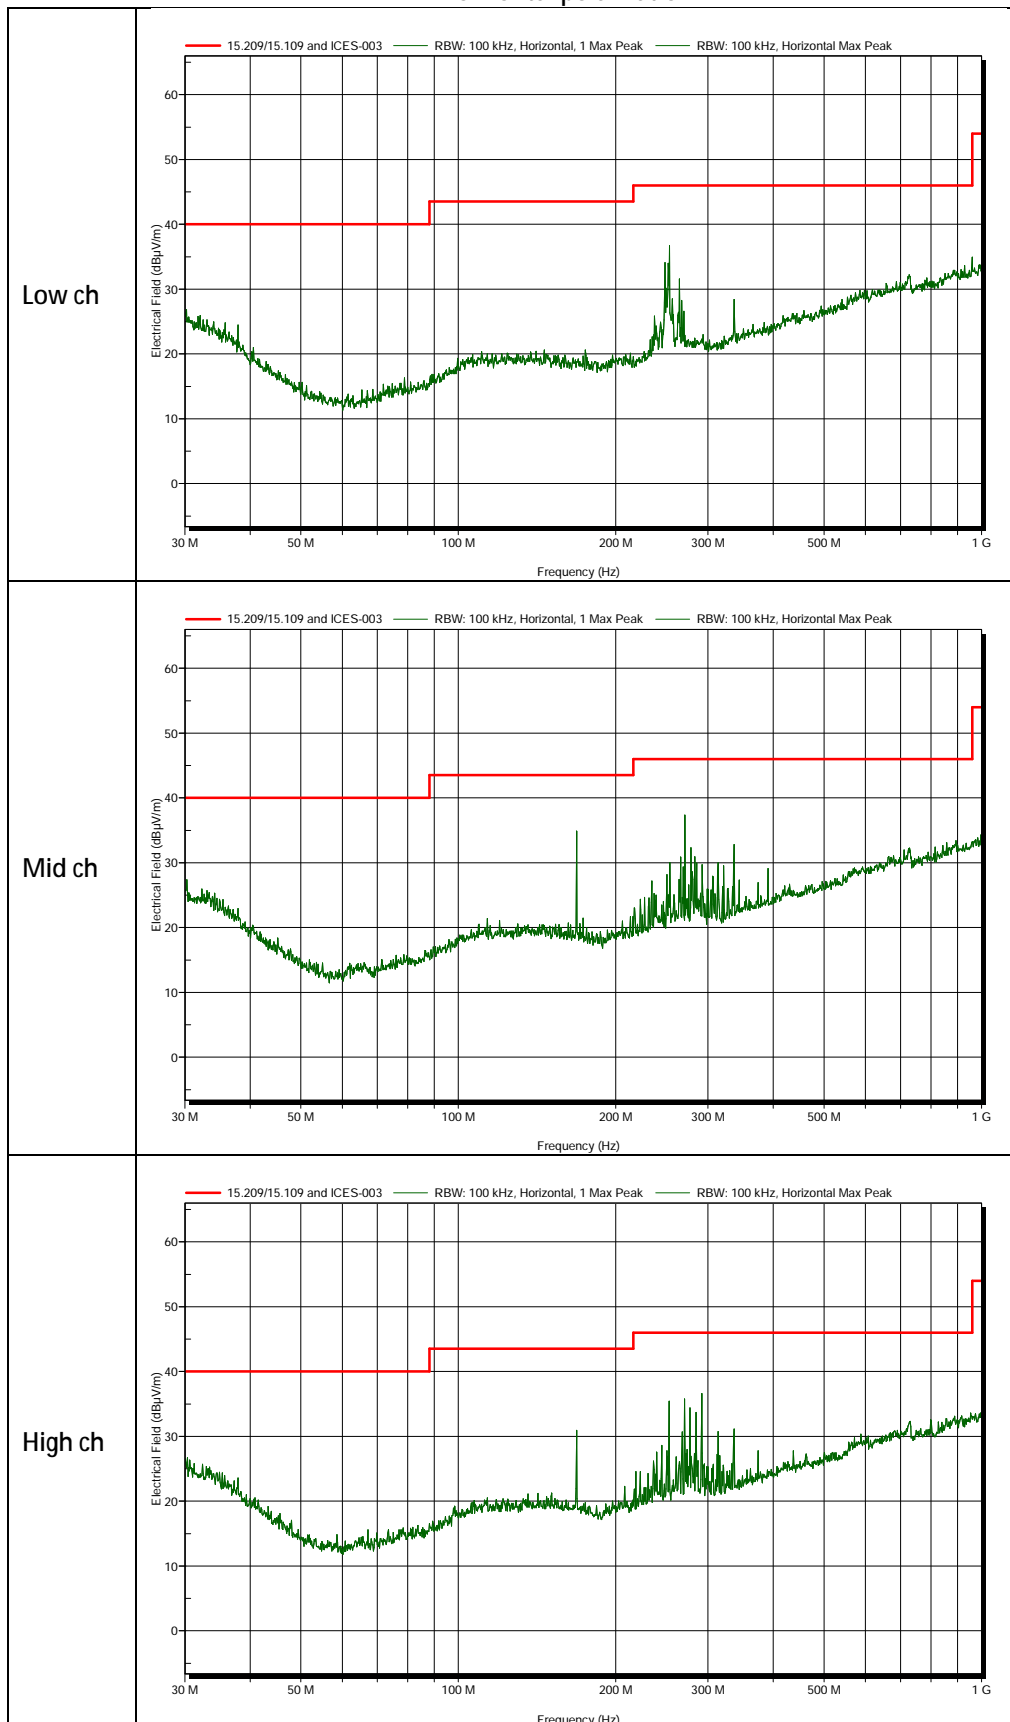 Low ch
15.209/15.109 and ICES-003 RBW: 100 kHz, Horizontal, 1 Max Peak RBW: 100 kHz, Horizontal Max Peak
Electrical Field (dBµV/m)
60
50
40
30
20
10
0
30 M 50 M 100 M 200 M 300 M 500 M 1 G
Frequency (Hz)
Mid ch
15.209/15.109 and ICES-003 RBW: 100 kHz, Horizontal, 1 Max Peak RBW: 100 kHz, Horizontal Max Peak
Electrical Field (dBµV/m)
60
50
40
30
20
10
0
30 M 50 M 100 M 200 M 300 M 500 M 1 G
Frequency (Hz)
High ch
15.209/15.109 and ICES-003 RBW: 100 kHz, Horizontal, 1 Max Peak RBW: 100 kHz, Horizontal Max Peak
Electrical Field (dBµV/m)
60
50
40
30
20
10
0
30 M 50 M 100 M 200 M 300 M 500 M 1 G
Frequency (Hz)